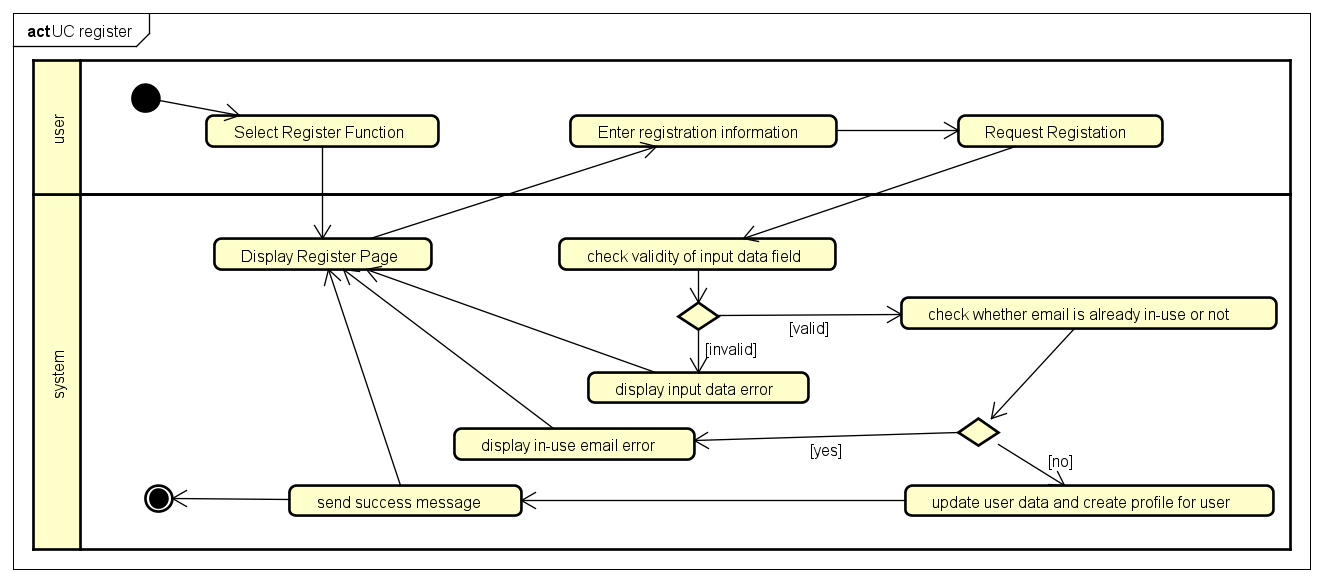 act UC register
user
Select Register Function
Enter registration information
Request Registation
system
Display Register Page
check validity of input data field
check whether email is already in-use or not
[valid]
[invalid]
display input data error
display in-use email error
[yes]
[no]
send success message
update user data and create profile for user